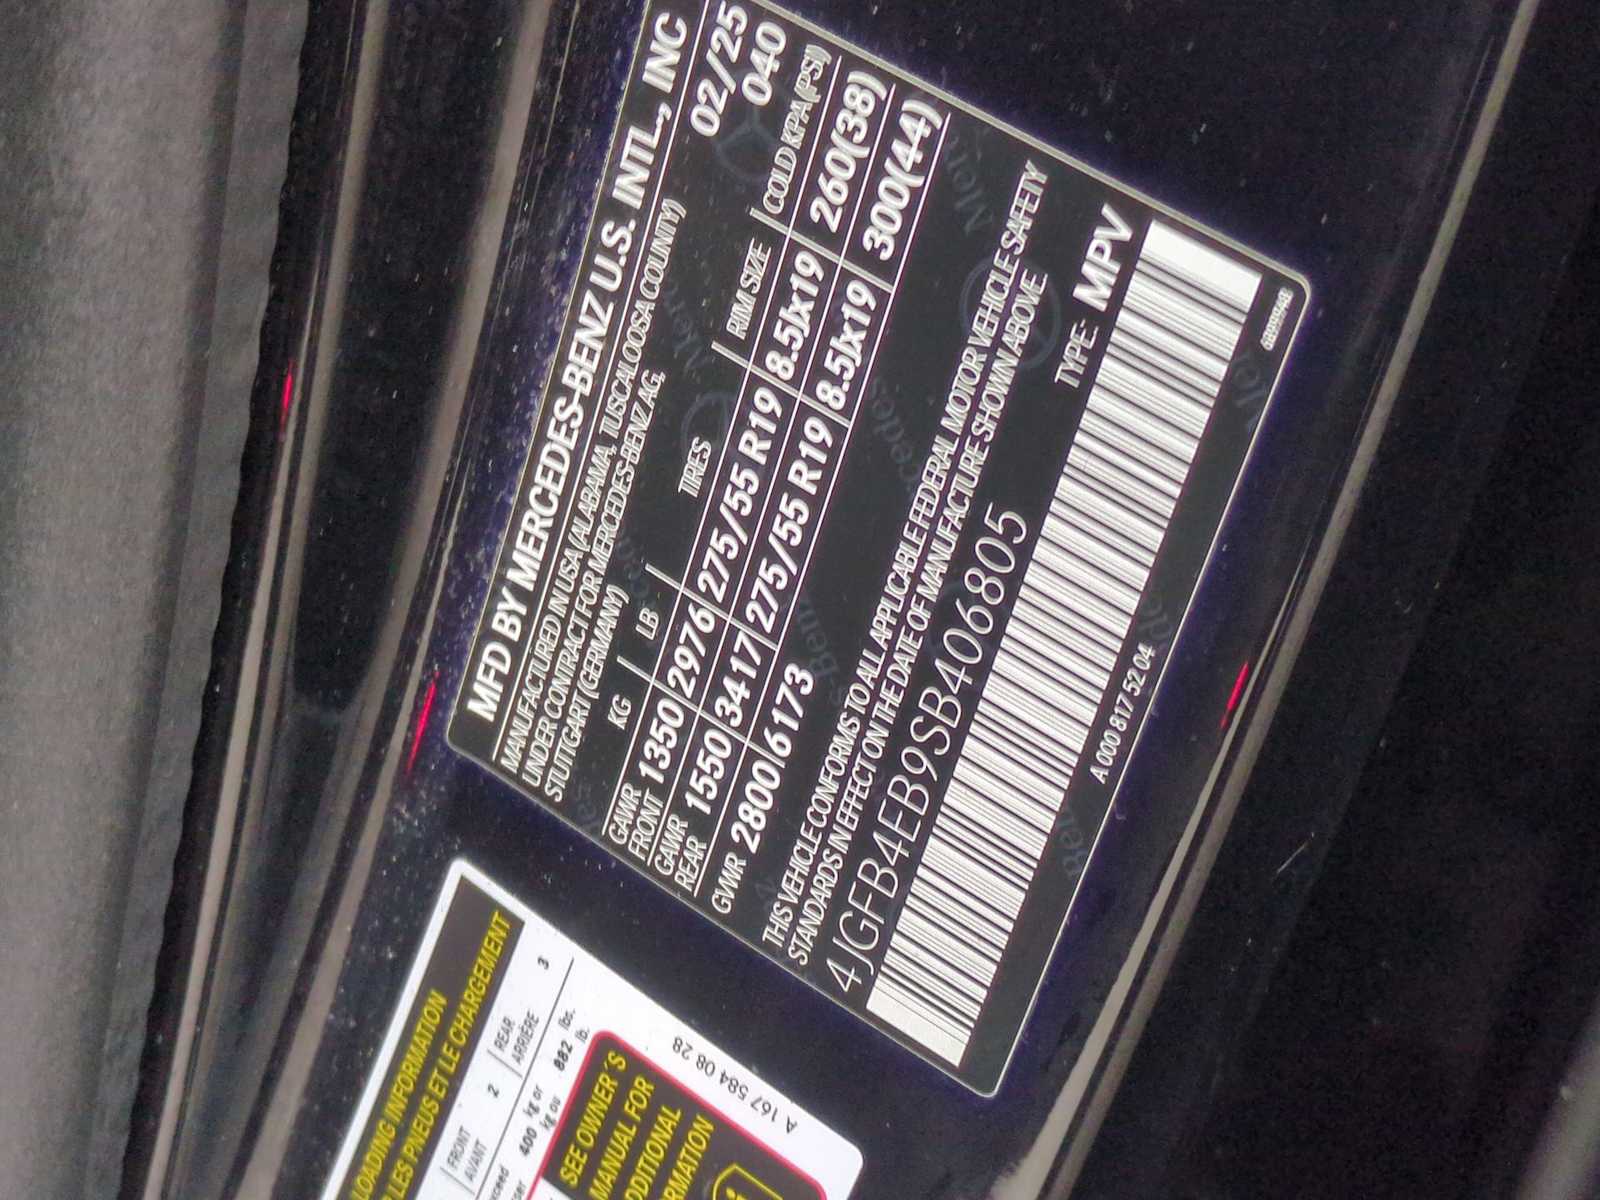 MFD BY MERCEDES-BENZ U.S. INTL., INC
MANUFACTURED IN USA (ALABAMA, TUSCALOOSA COUNTY) 02/25
UNDER CONTRACT FOR MERCEDES-BENZ AG, 040
STUTTGART (GERMANY)
KG LB TIRES RIM SIZE COLD KPA(PSI)
GAWR FRONT 1350 2976 275/55 R19 8.5Jx19 260(38)
GAWR REAR 1550 3417 275/55 R19 8.5Jx19 300(44)
GVWR 2800 6173
THIS VEHICLE CONFORMS TO ALL APPLICABLE FEDERAL MOTOR VEHICLE SAFETY
STANDARDS IN EFFECT ON THE DATE OF MANUFACTURE SHOWN ABOVE
4JGFB4EB9SB406805 TYPE: MPV
A 000 817 52 04
LOADING INFORMATION
LES PNEUS ET LE CHARGEMENT
FRONT AVANT 2 REAR ARRIÈRE 3
400 kg or kg ou 882 lbs. lb.
SEE OWNER'S
MANUAL FOR
A 167 584 08 28